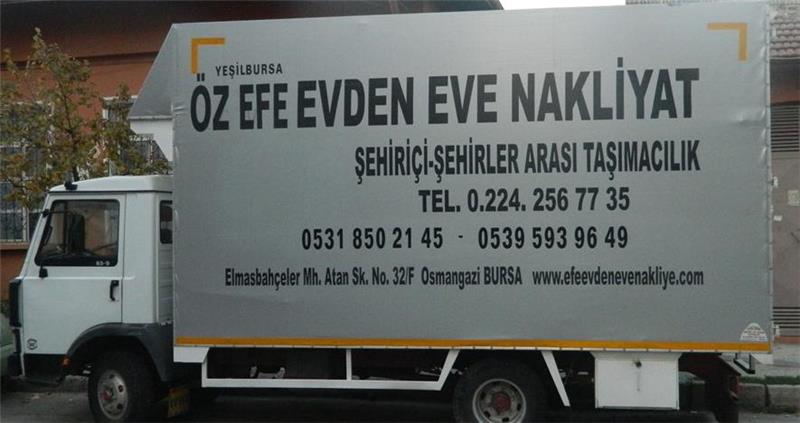 YEŞİLBURSA
ÖZ EFE EVDEN EVE NAKLİYAT
ŞEHİRİÇİ-ŞEHİRLER ARASI TAŞIMACILIK
TEL. 0.224. 256 77 35
0531 850 21 45 - 0539 593 96 49
Elmasbahçeler Mh. Atan Sk. No. 32/F Osmangazi BURSA www.efeevdenevenakliye.com